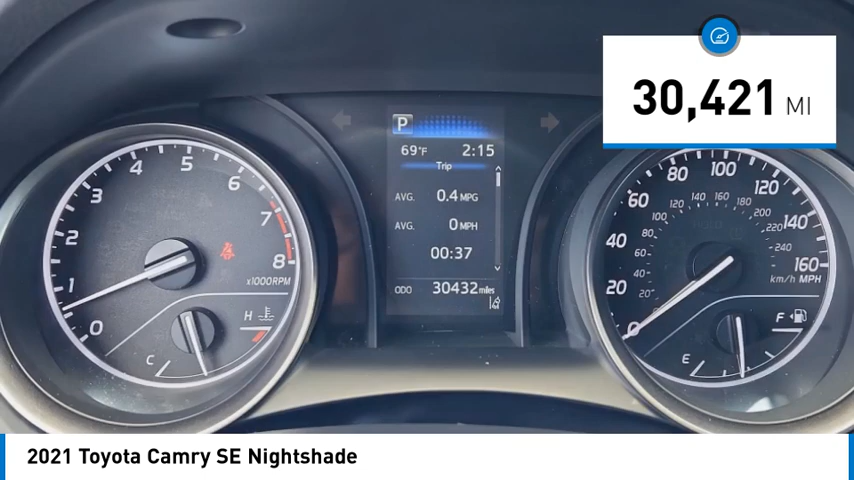 30,421 MI
P
69°F 2:15
Trip
AVG. 0.4 MPG
AVG. 0 MPH
00:37
ODO 30432 miles
0 1 2 3 4 5 6 7 8
x1000RPM
C H
0 20 40 60 80 100 120 140 160
20 40 60 80 100 120 140 160 180 200 220 240
km/h MPH
E F
2021 Toyota Camry SE Nightshade